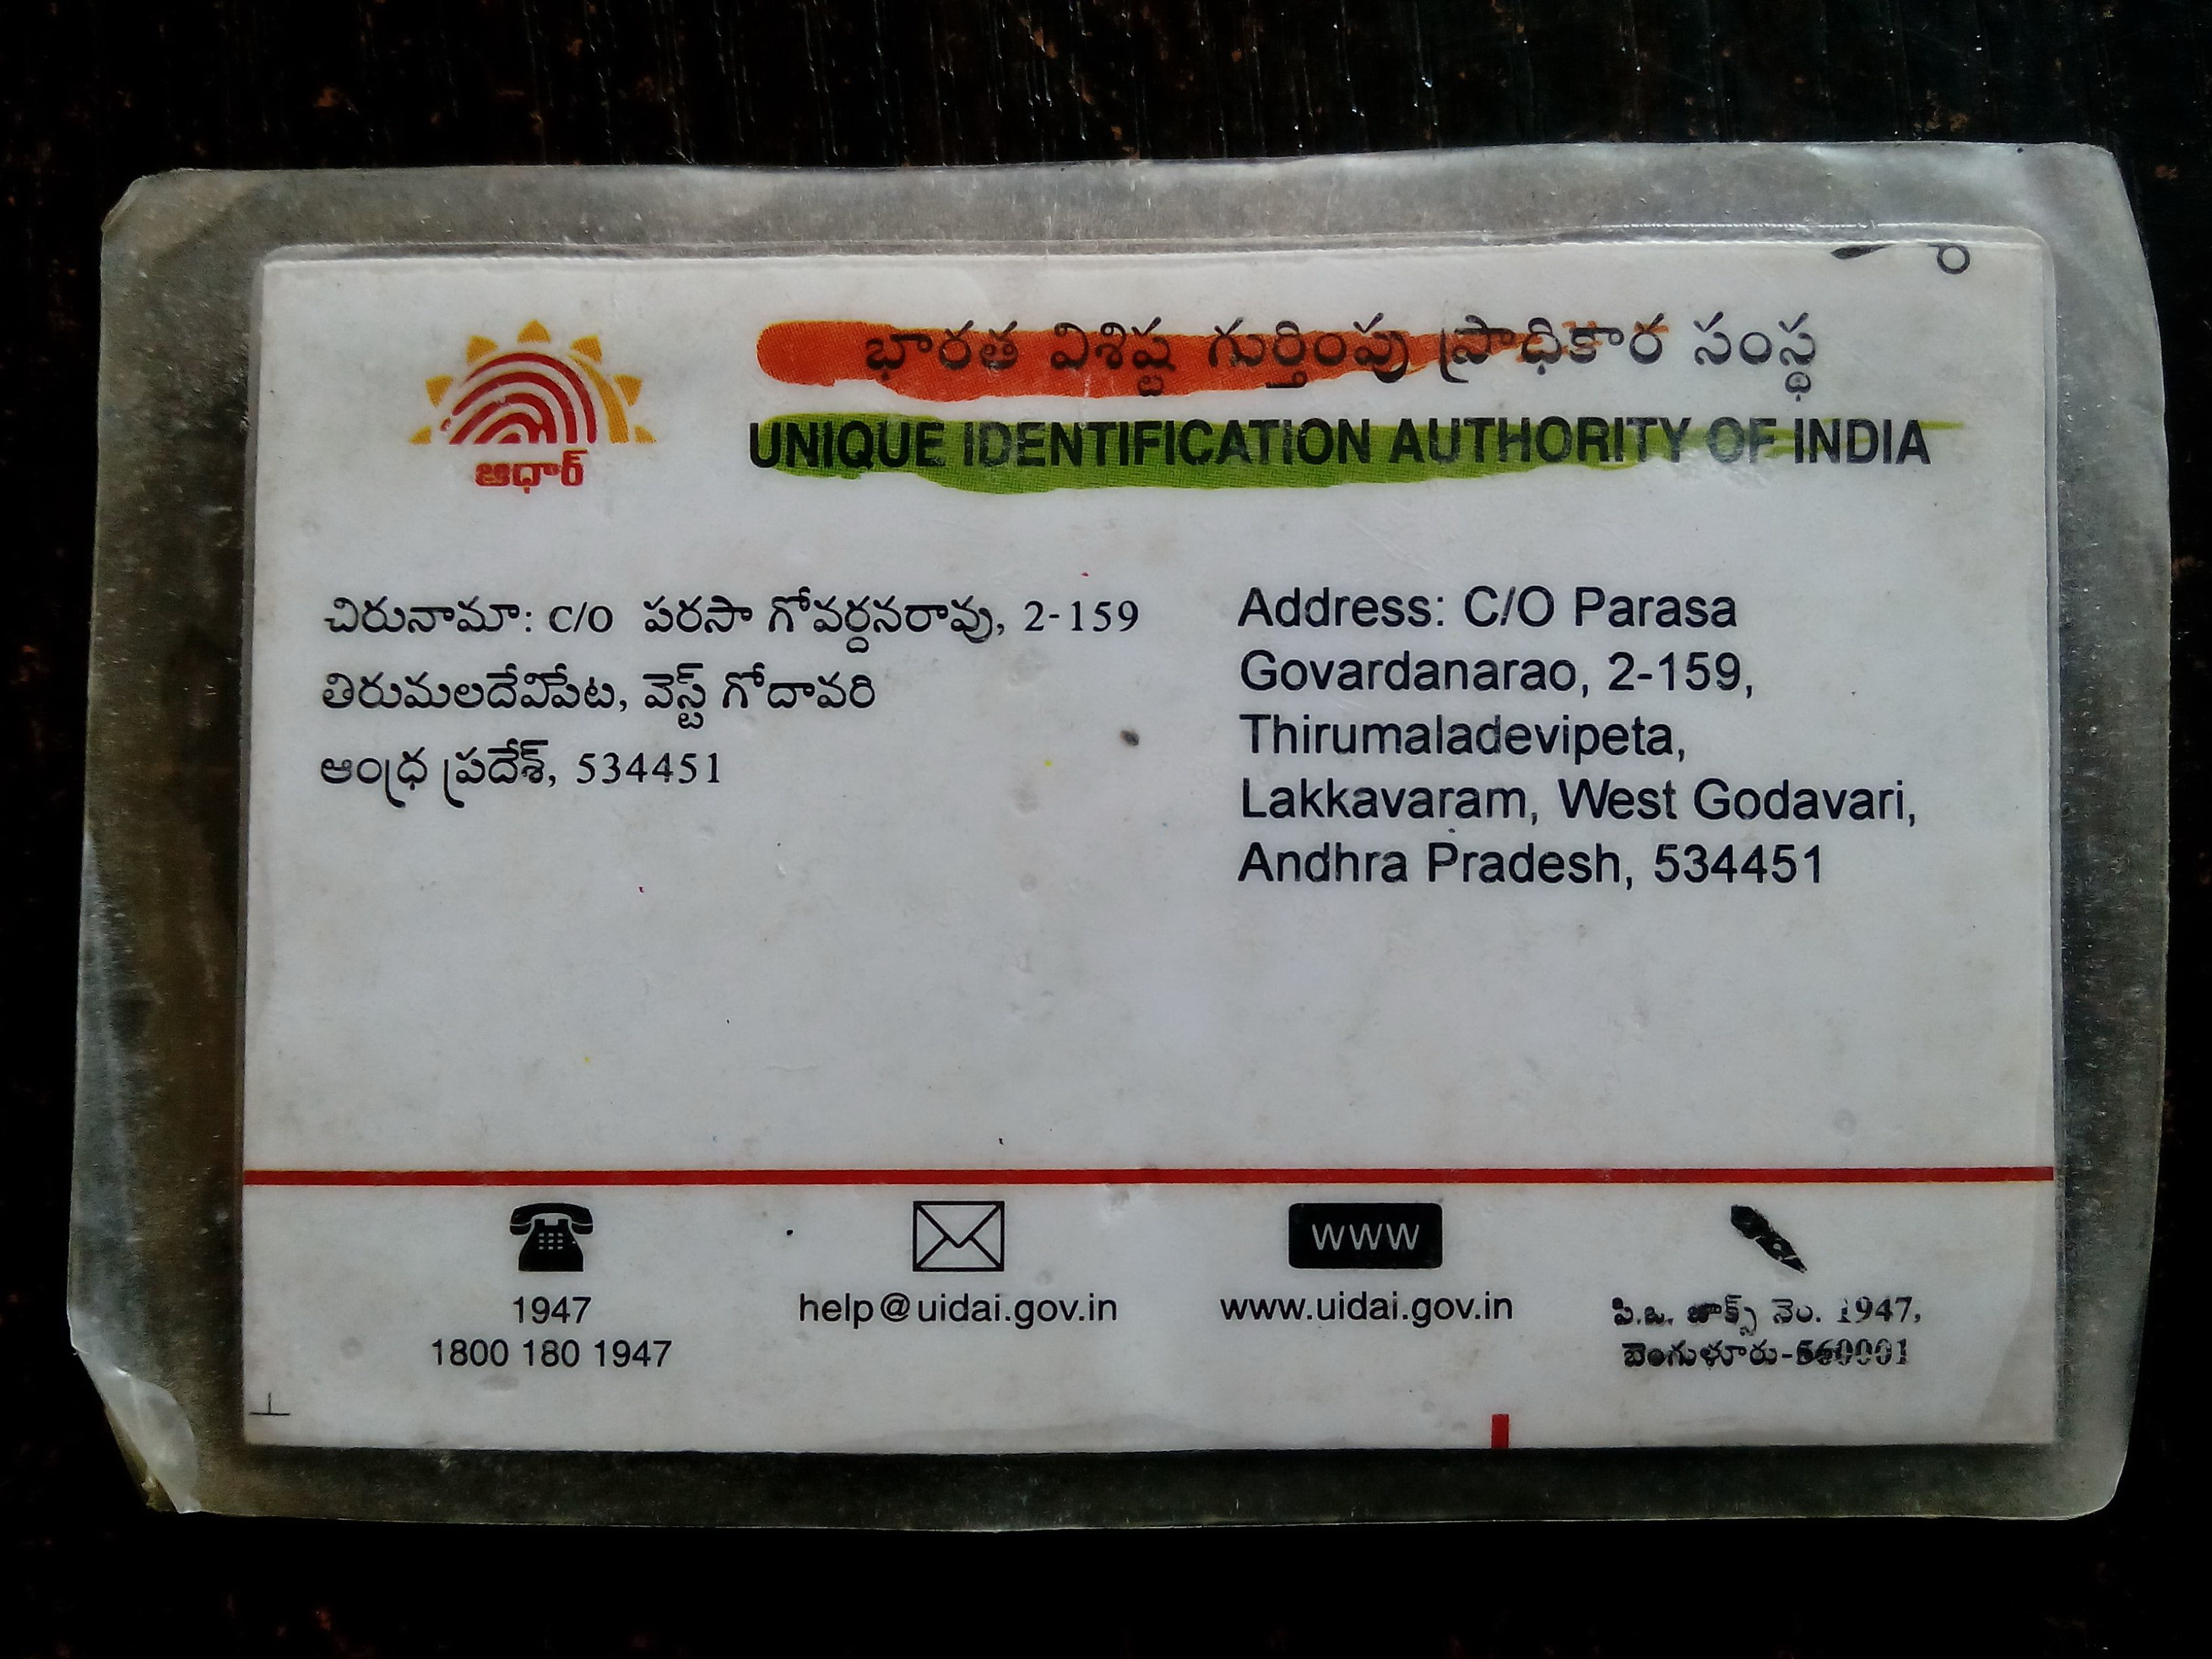 ఆధార్
భారత విశిష్ట గుర్తింపు ప్రాధికార సంస్థ
UNIQUE IDENTIFICATION AUTHORITY OF INDIA
చిరునామా: C/O పరసా గోవర్దనరావు, 2-159
తిరుమలదేవిపేట, వెస్ట్ గోదావరి
ఆంధ్ర ప్రదేశ్, 534451
Address: C/O Parasa
Govardanarao, 2-159,
Thirumaladevipeta,
Lakkavaram, West Godavari,
Andhra Pradesh, 534451
1947
1800 180 1947
help@uidai.gov.in
www
www.uidai.gov.in
పి.ఒ. బాక్స్ నెం. 1947,
బెంగుళూరు-560001